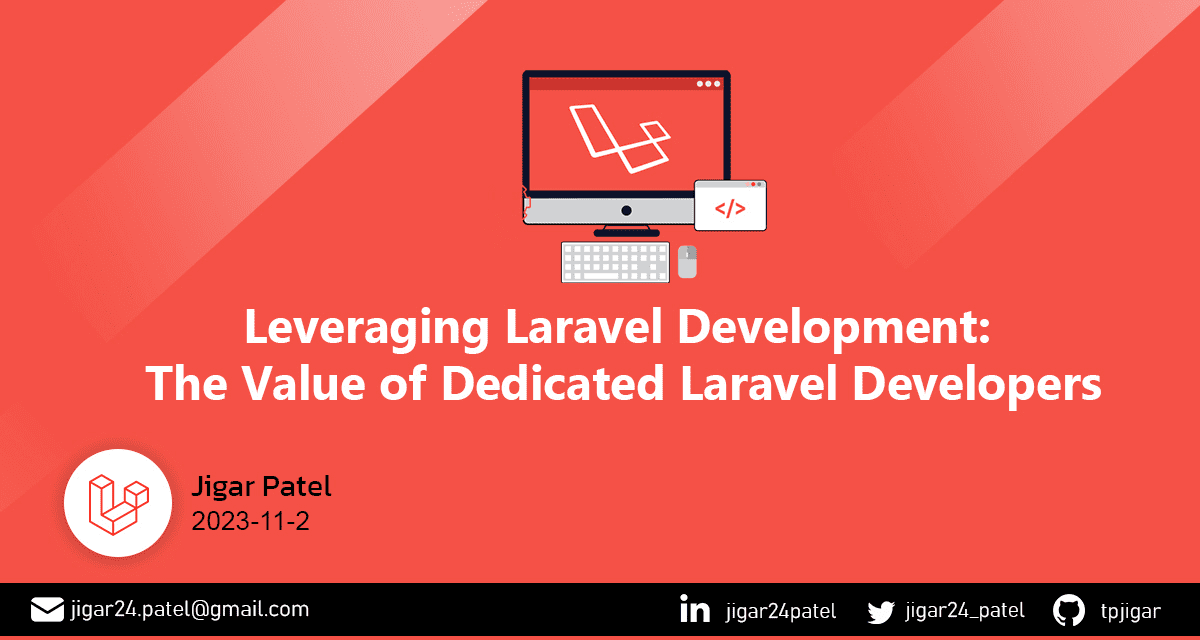 </>
Leveraging Laravel Development:
The Value of Dedicated Laravel Developers
Jigar Patel
2023-11-2
jigar24.patel@gmail.com
in jigar24patel
jigar24_patel
tpjigar